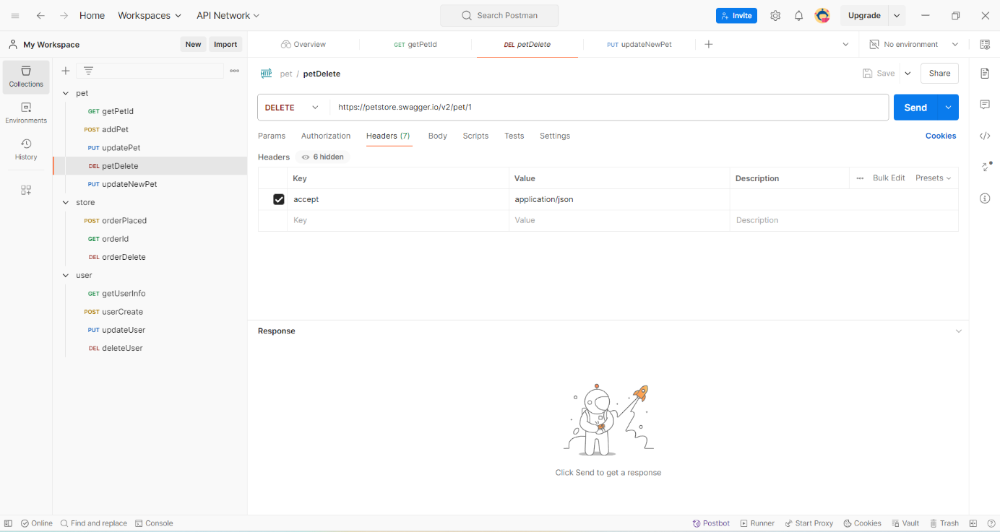 Home Workspaces API Network Search Postman Invite Upgrade
My Workspace New Import Overview GET getPetId DEL petDelete PUT updateNewPet No environment
Collections
Environments
History
pet
GET getPetId
POST addPet
PUT updatePet
DEL petDelete
PUT updateNewPet
store
POST orderPlaced
GET orderId
DEL orderDelete
user
GET getUserInfo
POST userCreate
PUT updateUser
DEL deleteUser
HTTP pet / petDelete Save Share
DELETE https://petstore.swagger.io/v2/pet/1 Send
Params Authorization Headers (7) Body Scripts Tests Settings Cookies
Headers 6 hidden
Key Value Description Bulk Edit Presets
accept application/json
Key Value Description
Response
Click Send to get a response
Online Find and replace Console Postbot Runner Start Proxy Cookies Vault Trash